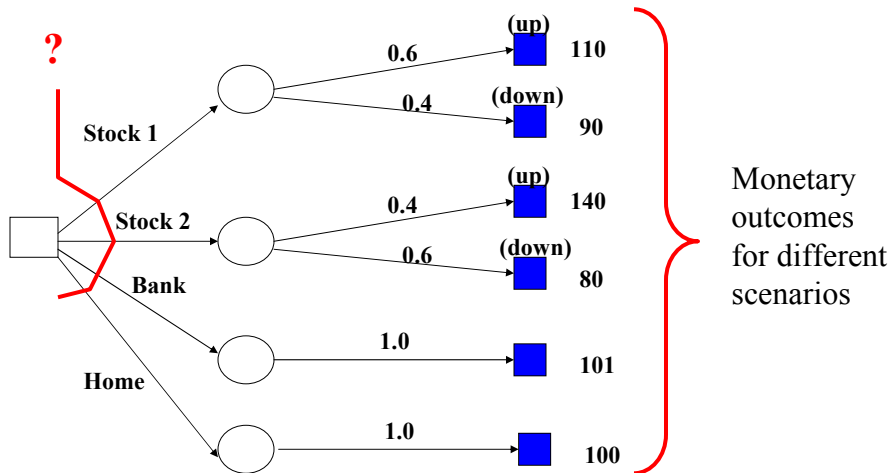 ?
(up)
0.6
110
Stock 1
0.4
(down)
90
(up)
0.4
140
Stock 2
0.6
(down)
80
Bank
1.0
101
Home
1.0
100
Monetary
outcomes
for different
scenarios